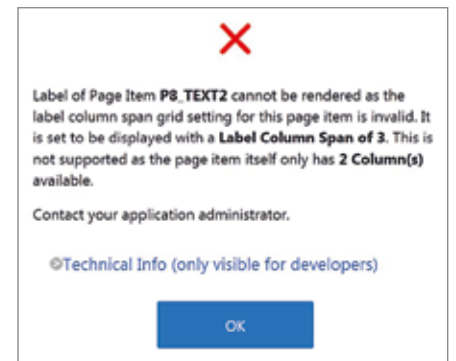 Label of Page Item P8_TEXT2 cannot be rendered as the
label column span grid setting for this page item is invalid. It
is set to be displayed with a Label Column Span of 3. This is
not supported as the page item itself only has 2 Column(s)
available.
Contact your application administrator.
Technical Info (only visible for developers)
OK